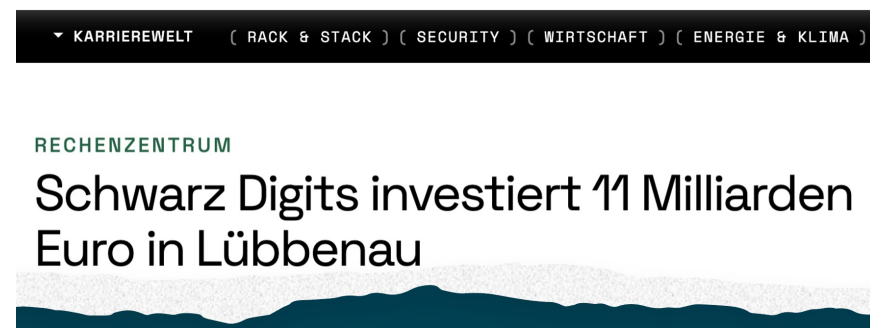 KARRIEREWELT ( RACK & STACK ) ( SECURITY ) ( WIRTSCHAFT ) ( ENERGIE & KLIMA )
RECHENZENTRUM
Schwarz Digits investiert 11 Milliarden
Euro in Lübbenau